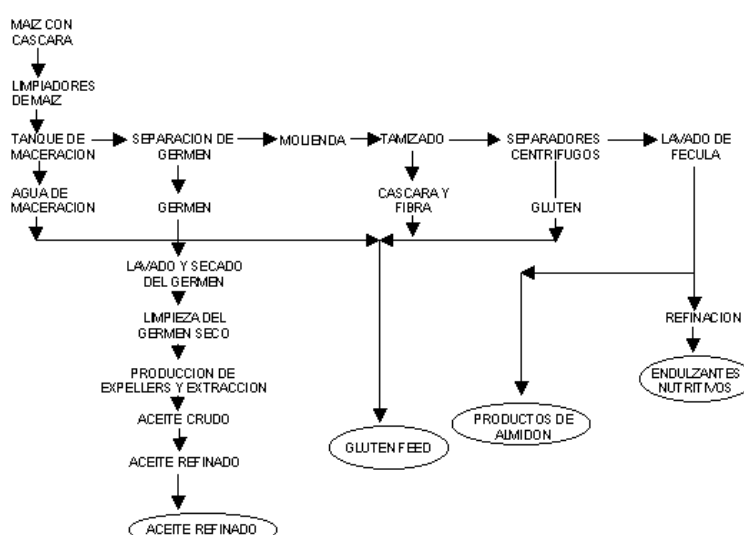 MAIZ CON
CASCARA
LIMPIADORES
DE MAIZ
TANQUE DE
MACERACION
SEPARACION DE
GERMEN
MOLIENDA
TAMIZADO
SEPARADORES
CENTRIFUGOS
LAVADO DE
FECULA
AGUA DE
MACERACION
GERMEN
CASCARA Y
FIBRA
GLUTEN
LAVADO Y SECADO
DEL GERMEN
LIMPIEZA DEL
GERMEN SECO
REFINACION
PRODUCCION DE
EXPELLERS Y EXTRACCION
ENDULZANTES
NUTRITIVOS
ACEITE CRUDO
PRODUCTOS DE
ALMIDON
GLUTEN FEED
ACEITE REFINADO
ACEITE REFINADO